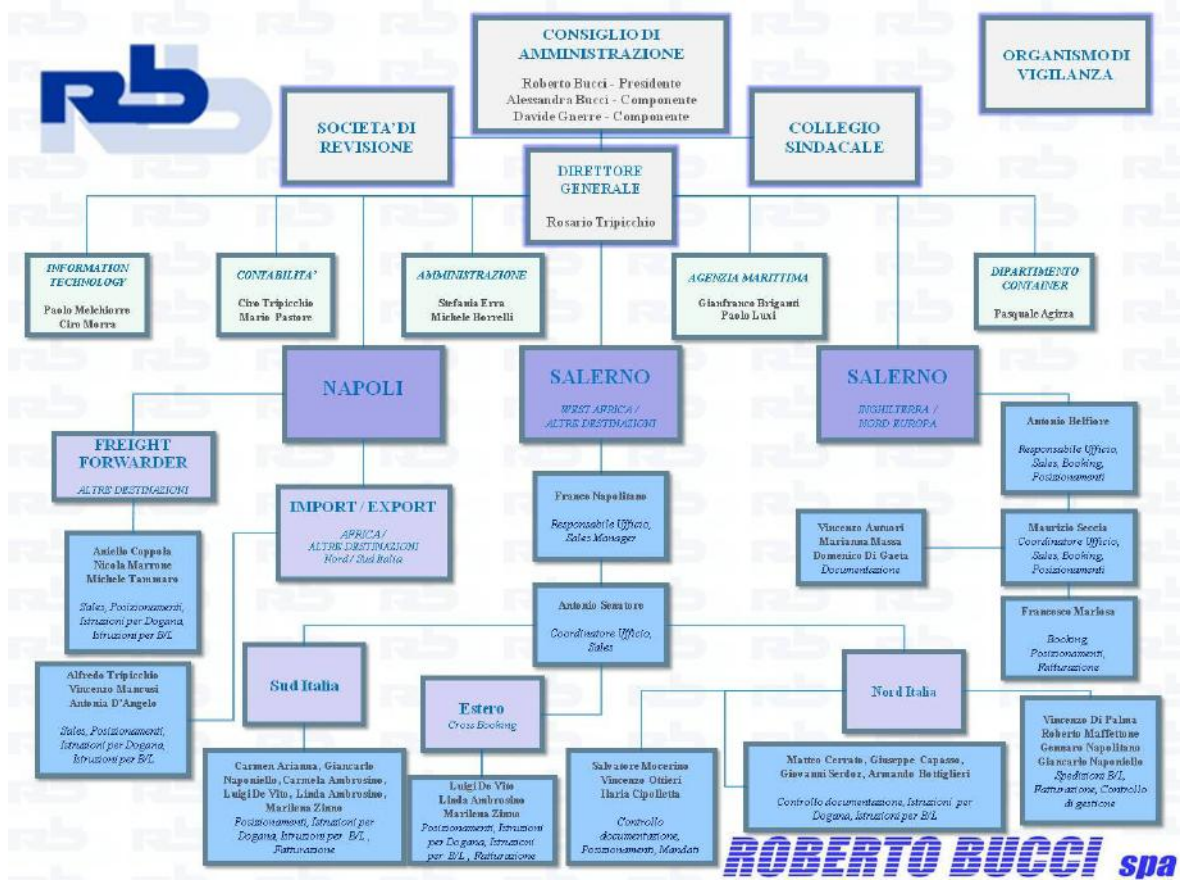 Rb
CONSIGLIO DI
AMMINISTRAZIONE
Roberto Bucci - Presidente
Alessandra Bucci - Componente
Davide Gnerre - Componente
ORGANISMO DI
VIGILANZA
SOCIETA' DI
REVISIONE
COLLEGIO
SINDACALE
DIRETTORE
GENERALE
Rosario Tripicchio
INFORMATION
TECHNOLOGY
Paolo Melchiorre
Ciro Morra
CONTABILITA'
Ciro Tripicchio
Mario Pastore
AMMINISTRAZIONE
Stefania Erra
Michele Borrelli
AGENZIA MARITTIMA
Gianfranco Briganti
Paolo Luxi
DIPARTIMENTO
CONTAINER
Pasquale Agizza
NAPOLI
SALERNO
WEST AFRICA /
ALTRE DESTINAZIONI
SALERNO
INGHILTERRA /
NORD EUROPA
FREIGHT
FORWARDER
ALTRE DESTINAZIONI
IMPORT / EXPORT
AFRICA /
ALTRE DESTINAZIONI
Nord / Sud Italia
Franco Napolitano
Responsabile Ufficio,
Sales Manager
Antonio Belfiore
Responsabile Ufficio,
Sales, Booking,
Posizionamenti
Vincenzo Autuori
Marianna Massa
Domenico Di Gaeta
Documentazione
Maurizio Seccia
Coordinatore Ufficio,
Sales, Booking,
Posizionamenti
Aniello Coppola
Nicola Marrone
Michele Tammaro
Sales, Posizionamenti,
Istruzioni per Dogana,
Istruzioni per B/L
Antonio Senatore
Coordinatore Ufficio,
Sales
Francesco Marlosa
Booking,
Posizionamenti,
Fatturazione
Alfredo Tripicchio
Vincenzo Mancusi
Antonia D'Angelo
Sales, Posizionamenti,
Istruzioni per Dogana,
Istruzioni per B/L
Sud Italia
Estero
Cross Booking
Nord Italia
Carmen Arianna, Giancarlo
Naponiello, Carmela Ambrosino,
Luigi De Vito, Linda Ambrosino,
Marilena Zinno
Posizionamenti, Istruzioni per
Dogana, Istruzioni per B/L ,
Fatturazione
Luigi De Vito
Linda Ambrosino
Marilena Zinno
Posizionamenti, Istruzioni
per Dogana, Istruzioni
per B/L , Fatturazione
Salvatore Mocerino
Vincenzo Ottieri
Ilaria Cipolletta
Controllo
documentazione,
Posizionamenti, Mandati
Matteo Cerrato, Giuseppe Capasso,
Giovanni Serdoz, Armando Bottiglieri
Controllo documentazione, Istruzioni per
Dogana, Istruzioni per B/L
Vincenzo Di Palma
Roberto Maffettone
Gennaro Napolitano
Giancarlo Naponiello
Spedizioni B/L,
Fatturazione, Controllo
di gestione
ROBERTO BUCCI spa